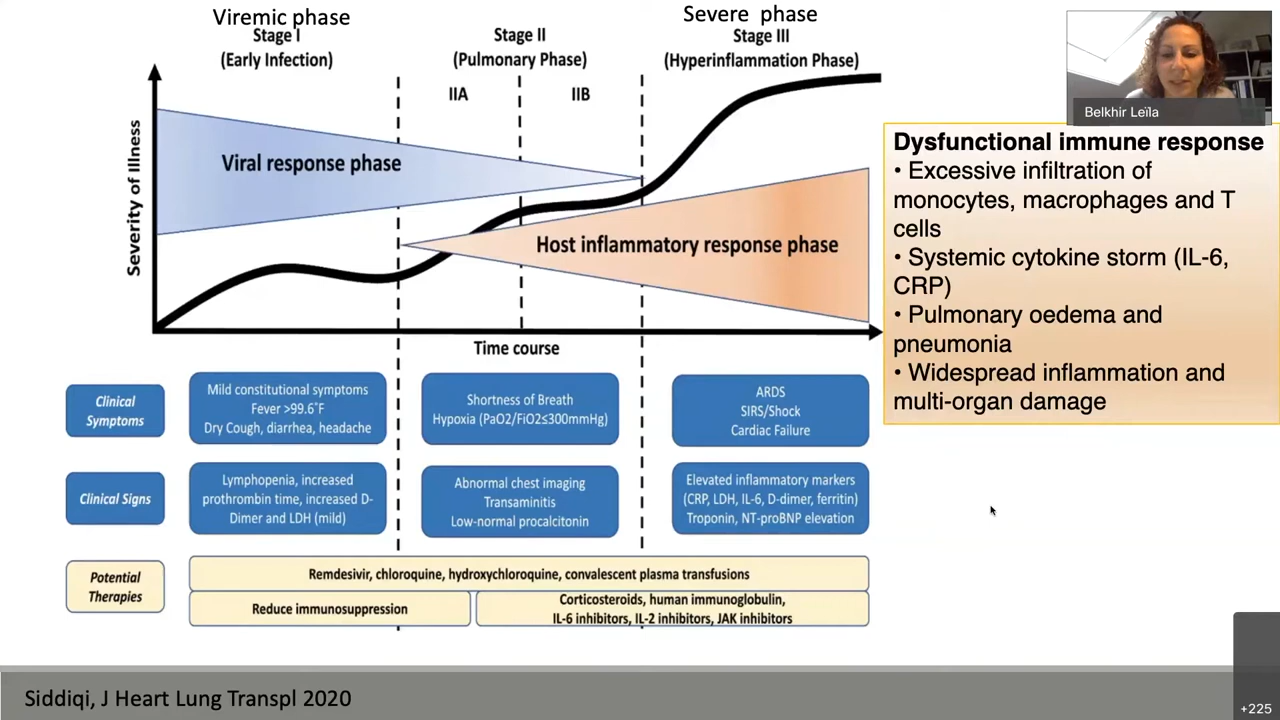 Viremic phase
Severe phase
Stage I
(Early Infection)
Stage II
(Pulmonary Phase)
Stage III
(Hyperinflammation Phase)
IIA
IIB
Severity of Illness
Viral response phase
Host inflammatory response phase
Time course
Belkhir Leïla
Dysfunctional immune response
• Excessive infiltration of
monocytes, macrophages and T
cells
• Systemic cytokine storm (IL-6,
CRP)
• Pulmonary oedema and
pneumonia
• Widespread inflammation and
multi-organ damage
Clinical
Symptoms
Mild constitutional symptoms
Fever >99.6°F
Dry Cough, diarrhea, headache
Shortness of Breath
Hypoxia (PaO2/FiO2≤300mmHg)
ARDS
SIRS/Shock
Cardiac Failure
Clinical Signs
Lymphopenia, increased
prothrombin time, increased D-
Dimer and LDH (mild)
Abnormal chest imaging
Transaminitis
Low-normal procalcitonin
Elevated inflammatory markers
(CRP, LDH, IL-6, D-dimer, ferritin)
Troponin, NT-proBNP elevation
Potential
Therapies
Remdesivir, chloroquine, hydroxychloroquine, convalescent plasma transfusions
Reduce immunosuppression
Corticosteroids, human immunoglobulin,
IL-6 inhibitors, IL-2 inhibitors, JAK inhibitors
Siddiqi, J Heart Lung Transpl 2020
+225